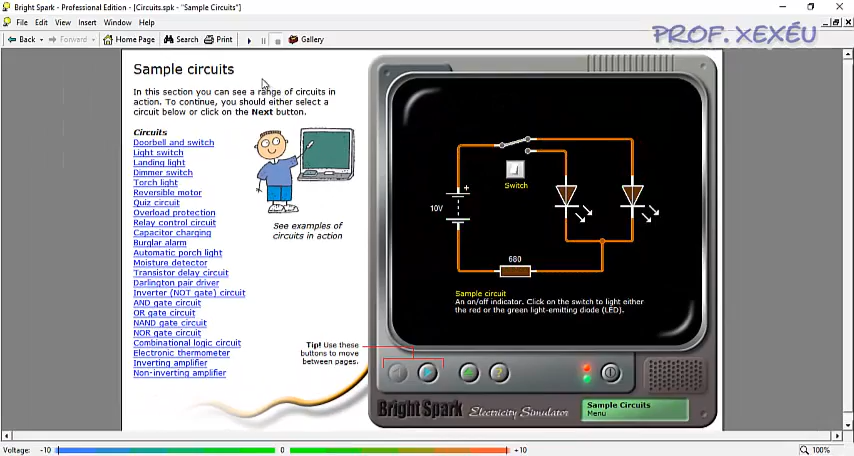 Bright Spark - Professional Edition - [Circuits.spk - "Sample Circuits"]
File Edit View Insert Window Help
PROF. XEXÉU
Back Forward Home Page Search Print Gallery
Sample circuits
In this section you can see a range of circuits in
action. To continue, you should either select a
circuit below or click on the Next button.
Circuits
Doorbell and switch
Light switch
Landing light
Dimmer switch
Torch light
Reversible motor
Quiz circuit
Overload protection
Relay control circuit
Capacitor charging
Burglar alarm
Automatic porch light
Moisture detector
Transistor delay circuit
Darlington pair driver
Inverter (NOT gate) circuit
AND gate circuit
OR gate circuit
NAND gate circuit
NOR gate circuit
Combinational logic circuit
Electronic thermometer
Inverting amplifier
Non-inverting amplifier
See examples of
circuits in action
Tip! Use these
buttons to move
between pages.
Switch
+
10V
680
Sample circuit
An on/off indicator. Click on the switch to light either
the red or the green light-emitting diode (LED).
?
Bright Spark Electricity Simulator
Sample Circuits
Menu
Voltage: -10 0 +10
100%